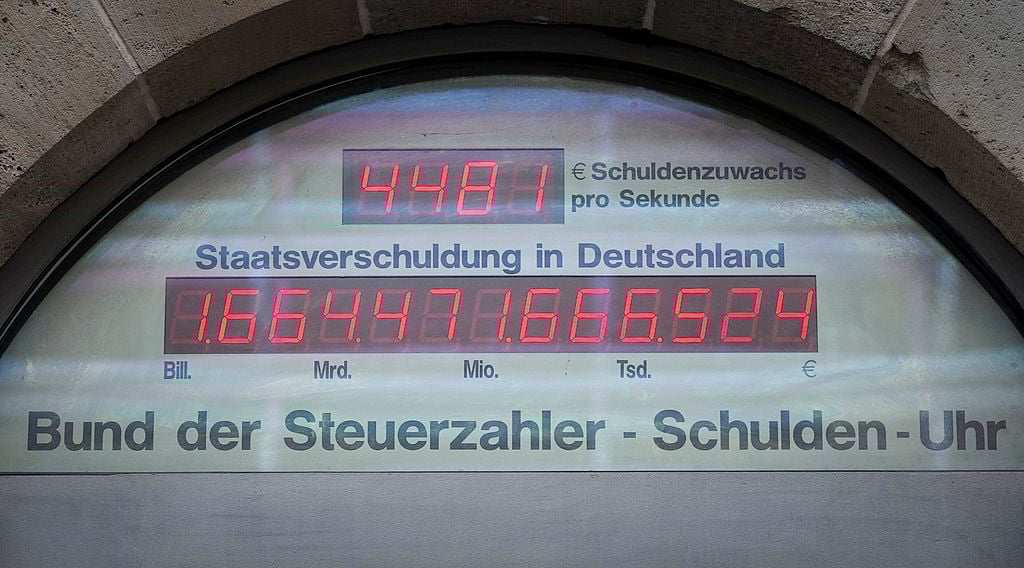 4481 € Schuldenzuwachs
pro Sekunde
Staatsverschuldung in Deutschland
1.664.471.666.524
Bill. Mrd. Mio. Tsd. €
Bund der Steuerzahler - Schulden - Uhr